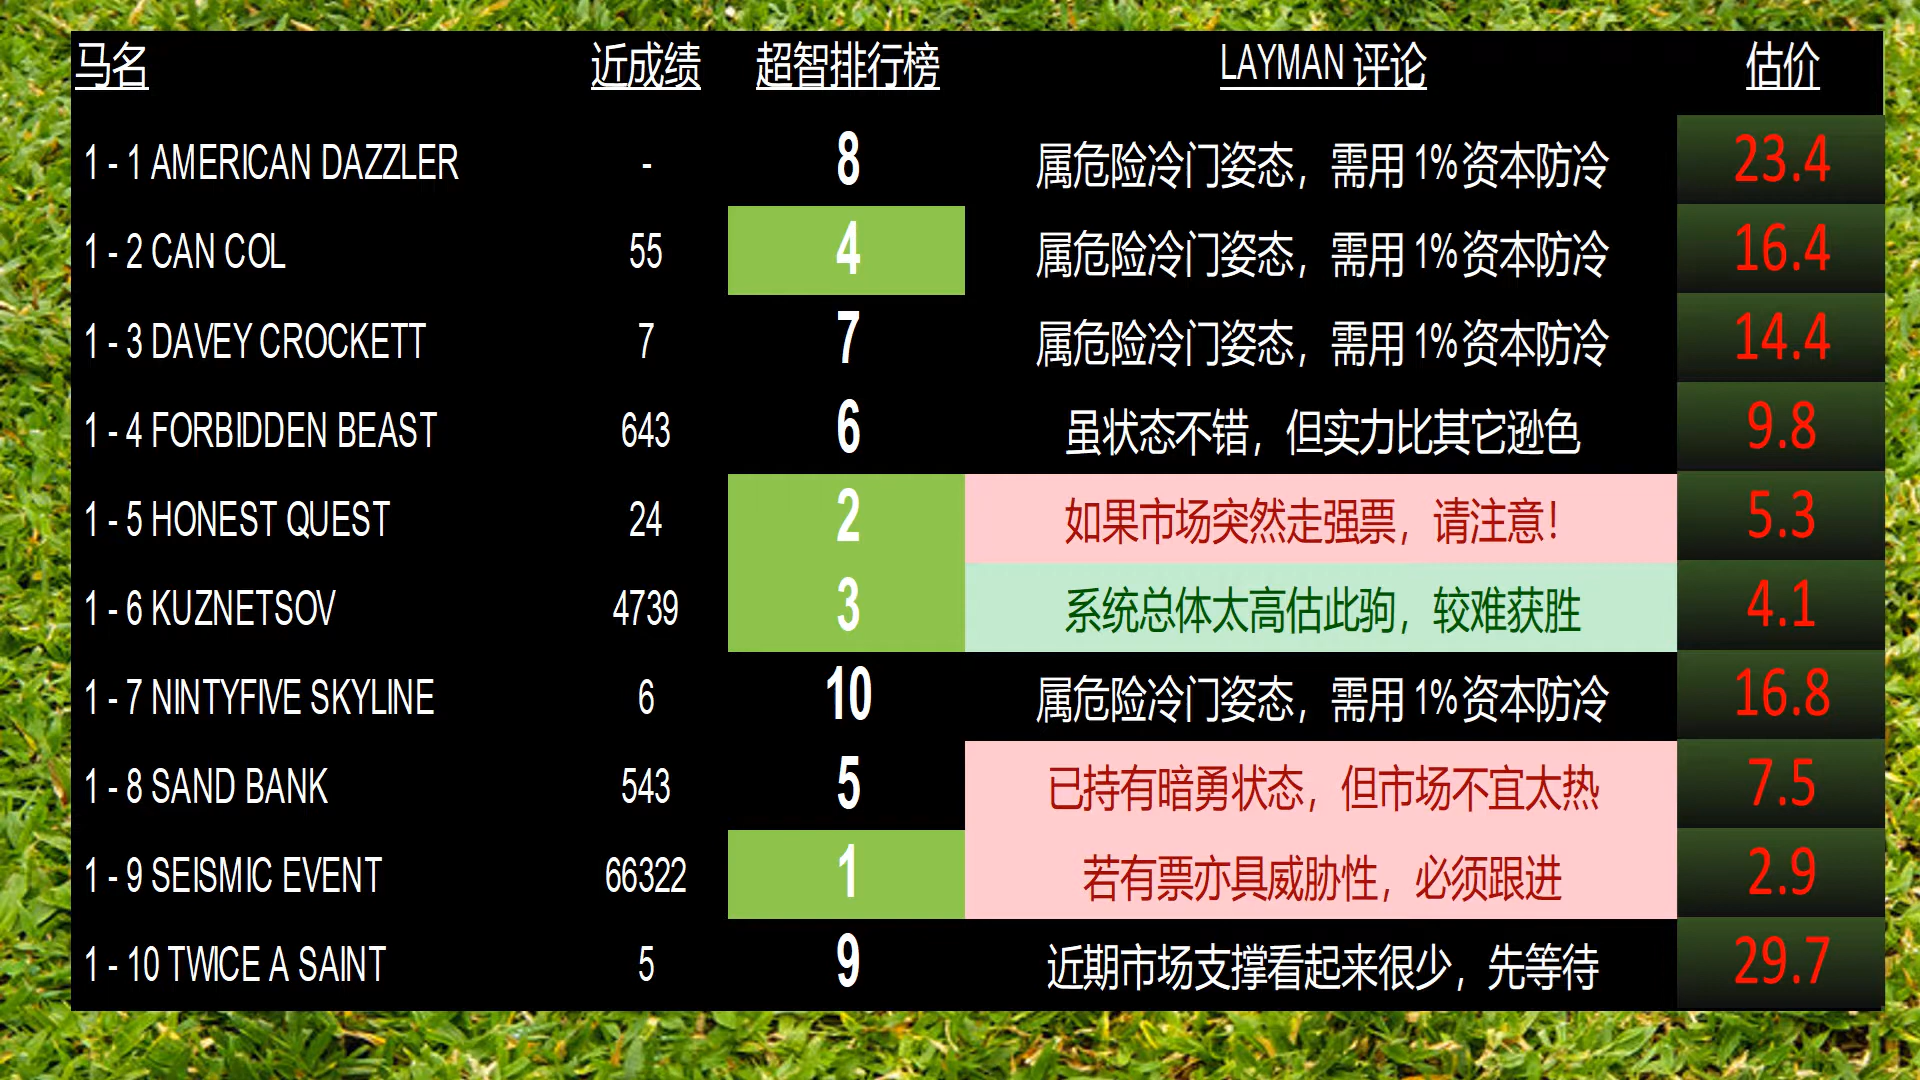 马名 近成绩 超智排行榜 LAYMAN 评论 估价
1 - 1 AMERICAN DAZZLER - 8 属危险冷门姿态，需用 1% 资本防冷 23.4
1 - 2 CAN COL 55 4 属危险冷门姿态，需用 1% 资本防冷 16.4
1 - 3 DAVEY CROCKETT 7 7 属危险冷门姿态，需用 1% 资本防冷 14.4
1 - 4 FORBIDDEN BEAST 643 6 虽状态不错，但实力比其它逊色 9.8
1 - 5 HONEST QUEST 24 2 如果市场突然走强票，请注意！ 5.3
1 - 6 KUZNETSOV 4739 3 系统总体太高估此驹，较难获胜 4.1
1 - 7 NINTYFIVE SKYLINE 6 10 属危险冷门姿态，需用 1% 资本防冷 16.8
1 - 8 SAND BANK 543 5 已持有暗勇状态，但市场不宜太热 7.5
1 - 9 SEISMIC EVENT 66322 1 若有票亦具威胁性，必须跟进 2.9
1 - 10 TWICE A SAINT 5 9 近期市场支撑看起来很少，先等待 29.7